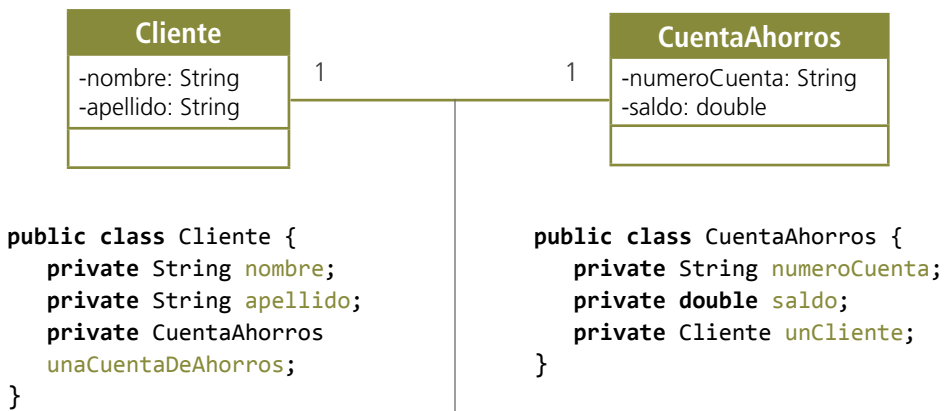 Cliente
-nombre: String
-apellido: String
1
1
CuentaAhorros
-numeroCuenta: String
-saldo: double
public class Cliente {
private String nombre;
private String apellido;
private CuentaAhorros
unaCuentaDeAhorros;
}
public class CuentaAhorros {
private String numeroCuenta;
private double saldo;
private Cliente unCliente;
}